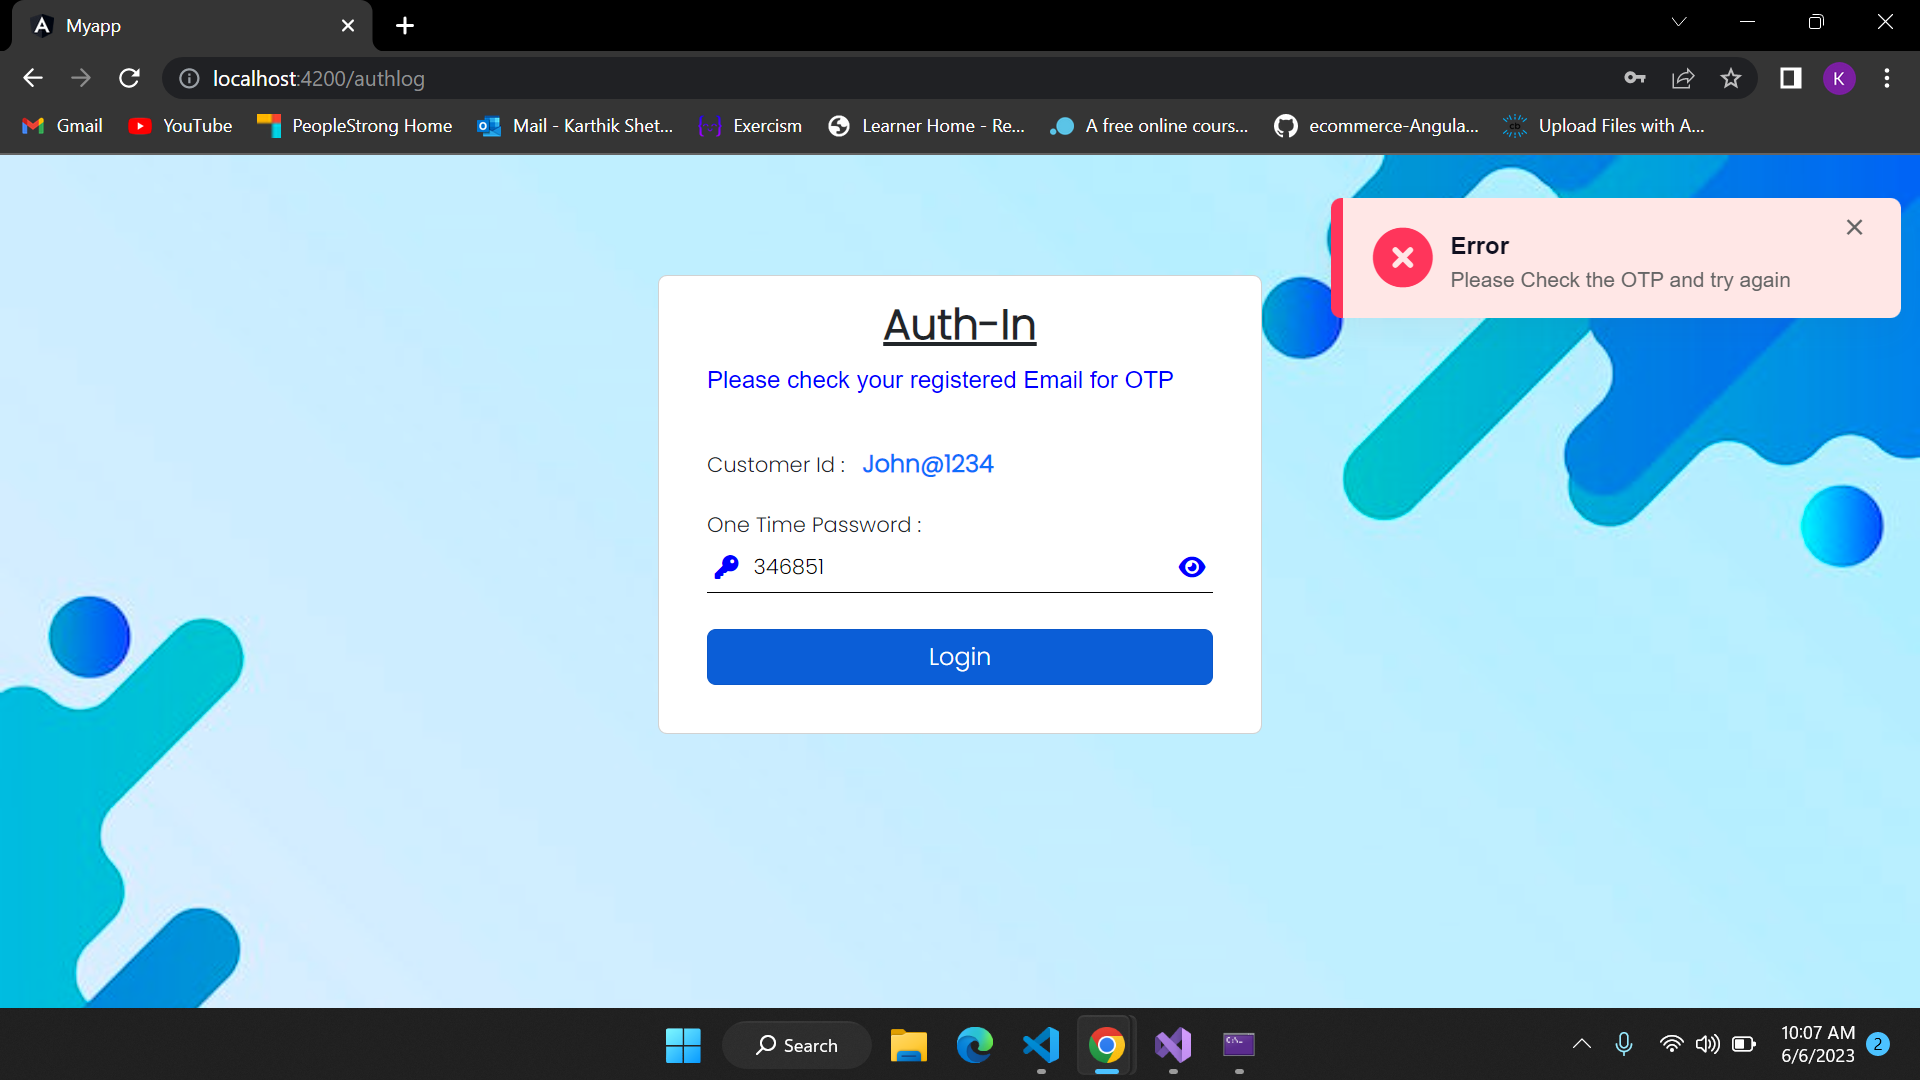 Myapp
localhost:4200/authlog
K
Gmail
YouTube
PeopleStrong Home
Mail - Karthik Shet...
Exercism
Learner Home - Re...
A free online cours...
ecommerce-Angula...
Upload Files with A...
Error
Please Check the OTP and try again
Auth-In
Please check your registered Email for OTP
Customer Id : John@1234
One Time Password :
346851
Login
Search
10:07 AM
6/6/2023
2